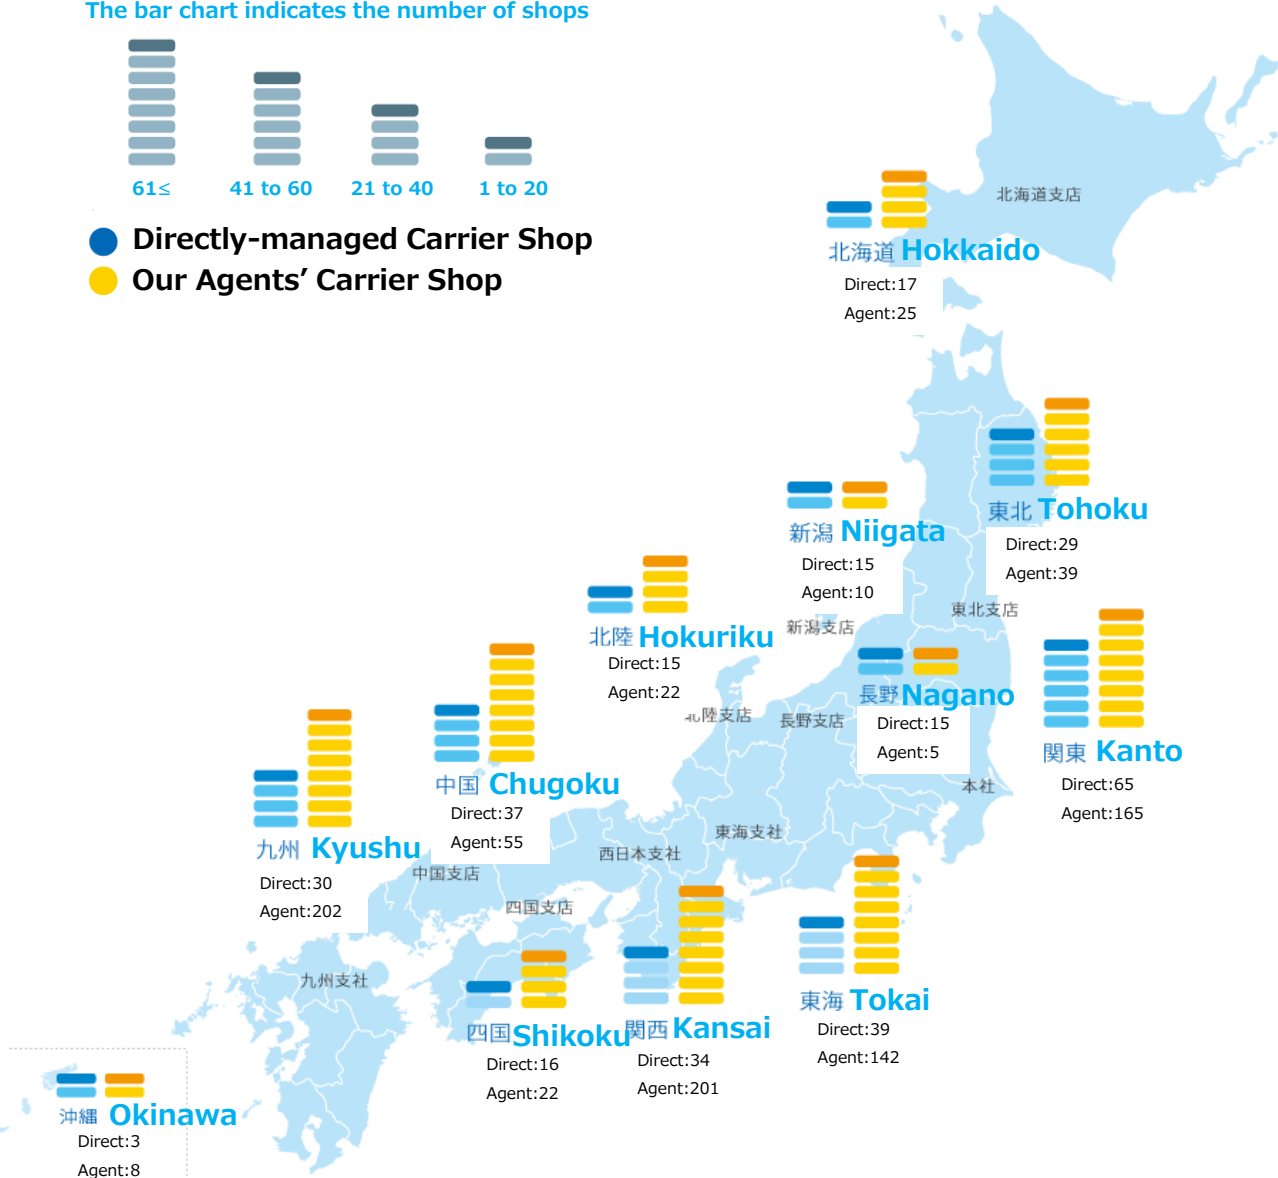 The bar chart indicates the number of shops
61≤
41 to 60
21 to 40
1 to 20
Directly-managed Carrier Shop
Our Agents’ Carrier Shop
北海道支店
北海道 Hokkaido
Direct:17
Agent:25
東北 Tohoku
Direct:29
Agent:39
東北支店
新潟 Niigata
Direct:15
Agent:10
新潟支店
北陸 Hokuriku
Direct:15
Agent:22
北陸支店
長野 Nagano
Direct:15
Agent:5
長野支店
関東 Kanto
Direct:65
Agent:165
本社
中国 Chugoku
Direct:37
Agent:55
中国支店
九州 Kyushu
Direct:30
Agent:202
九州支社
東海支社
西日本支社
四国支店
東海 Tokai
Direct:39
Agent:142
関西 Kansai
Direct:34
Agent:201
四国 Shikoku
Direct:16
Agent:22
沖縄 Okinawa
Direct:3
Agent:8